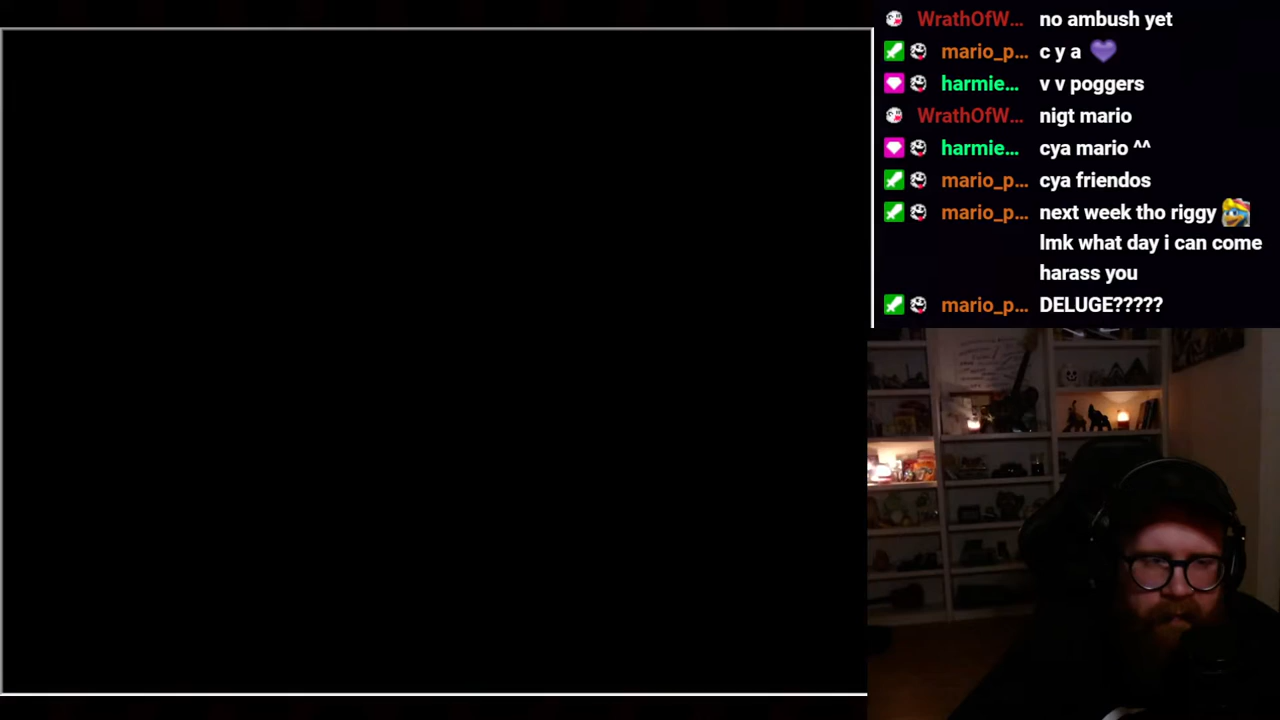 WrathOfW... no ambush yet
mario_p... c y a
harmie... v v poggers
WrathOfW... nigt mario
harmie... cya mario ^^
mario_p... cya friendos
mario_p... next week tho riggy
lmk what day i can come
harass you
mario_p... DELUGE?????